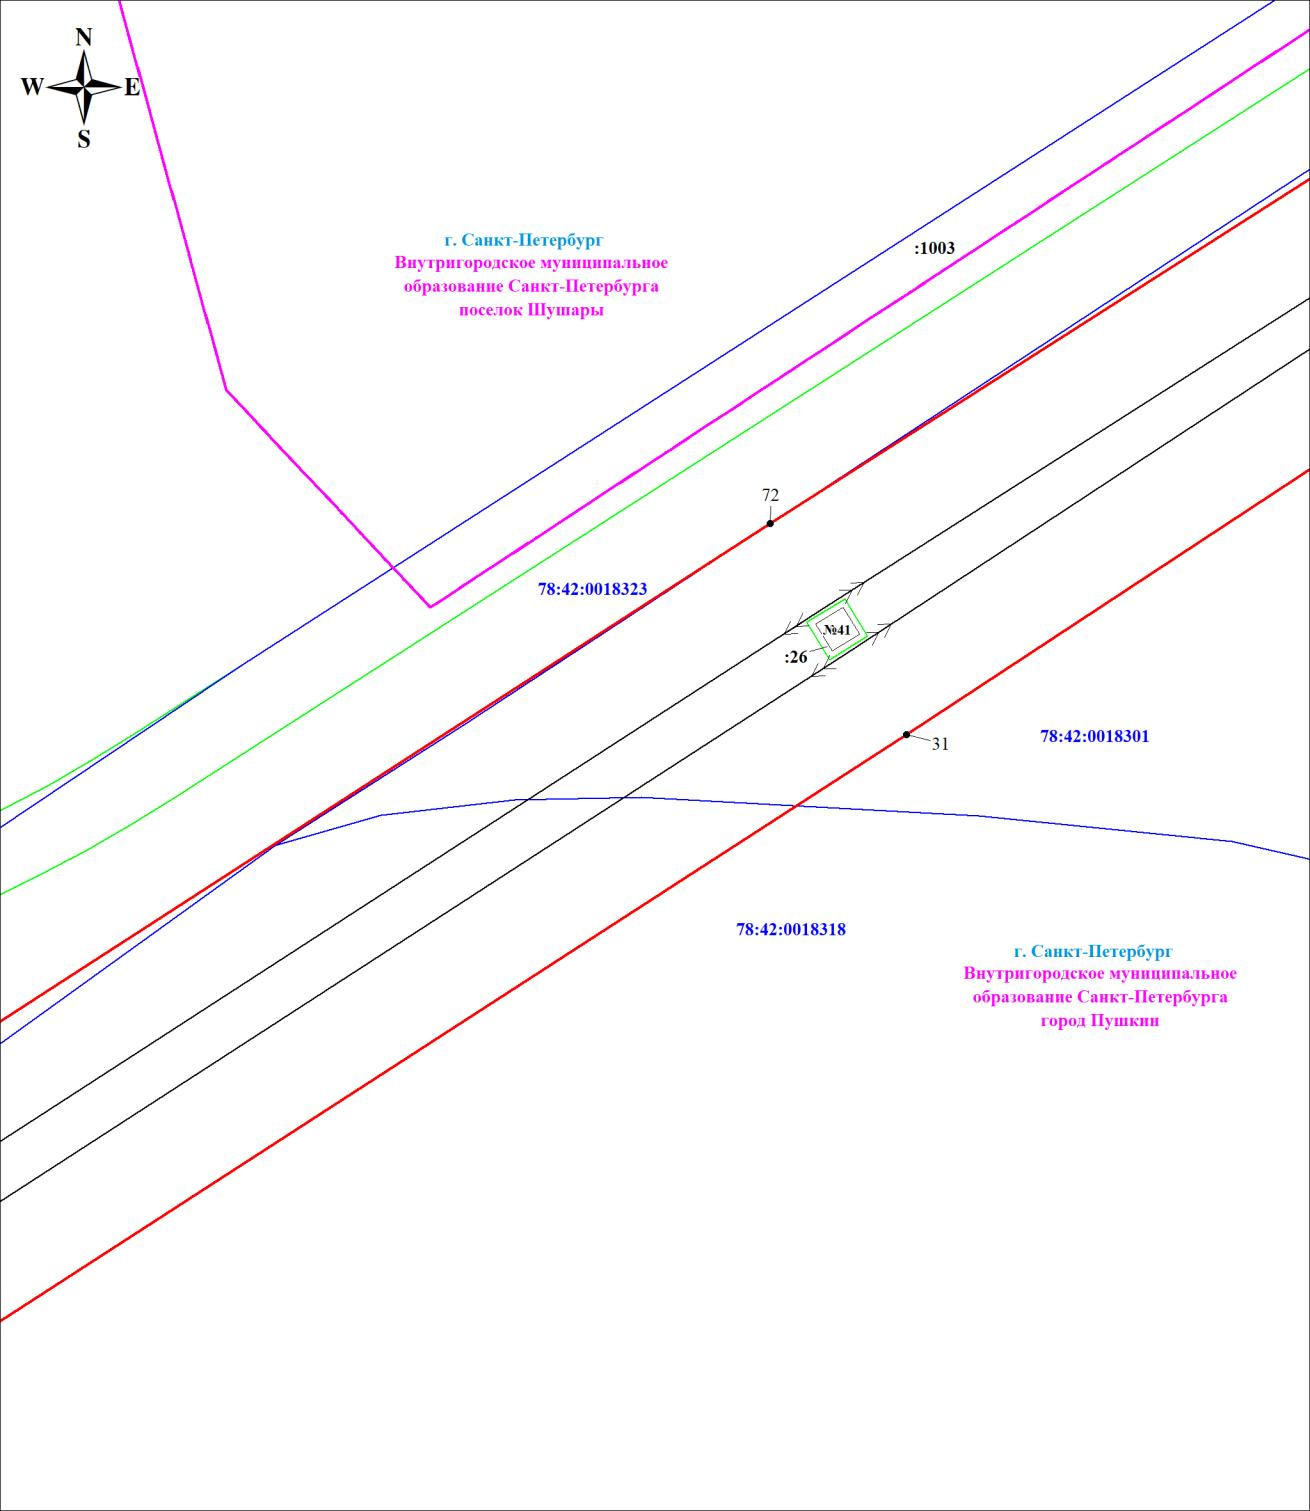 N
W E
S
г. Санкт-Петербург
Внутригородское муниципальное
образование Санкт-Петербурга
поселок Шушары
:1003
72
78:42:0018323
№41
:26
31
78:42:0018301
78:42:0018318
г. Санкт-Петербург
Внутригородское муниципальное
образование Санкт-Петербурга
город Пушкин